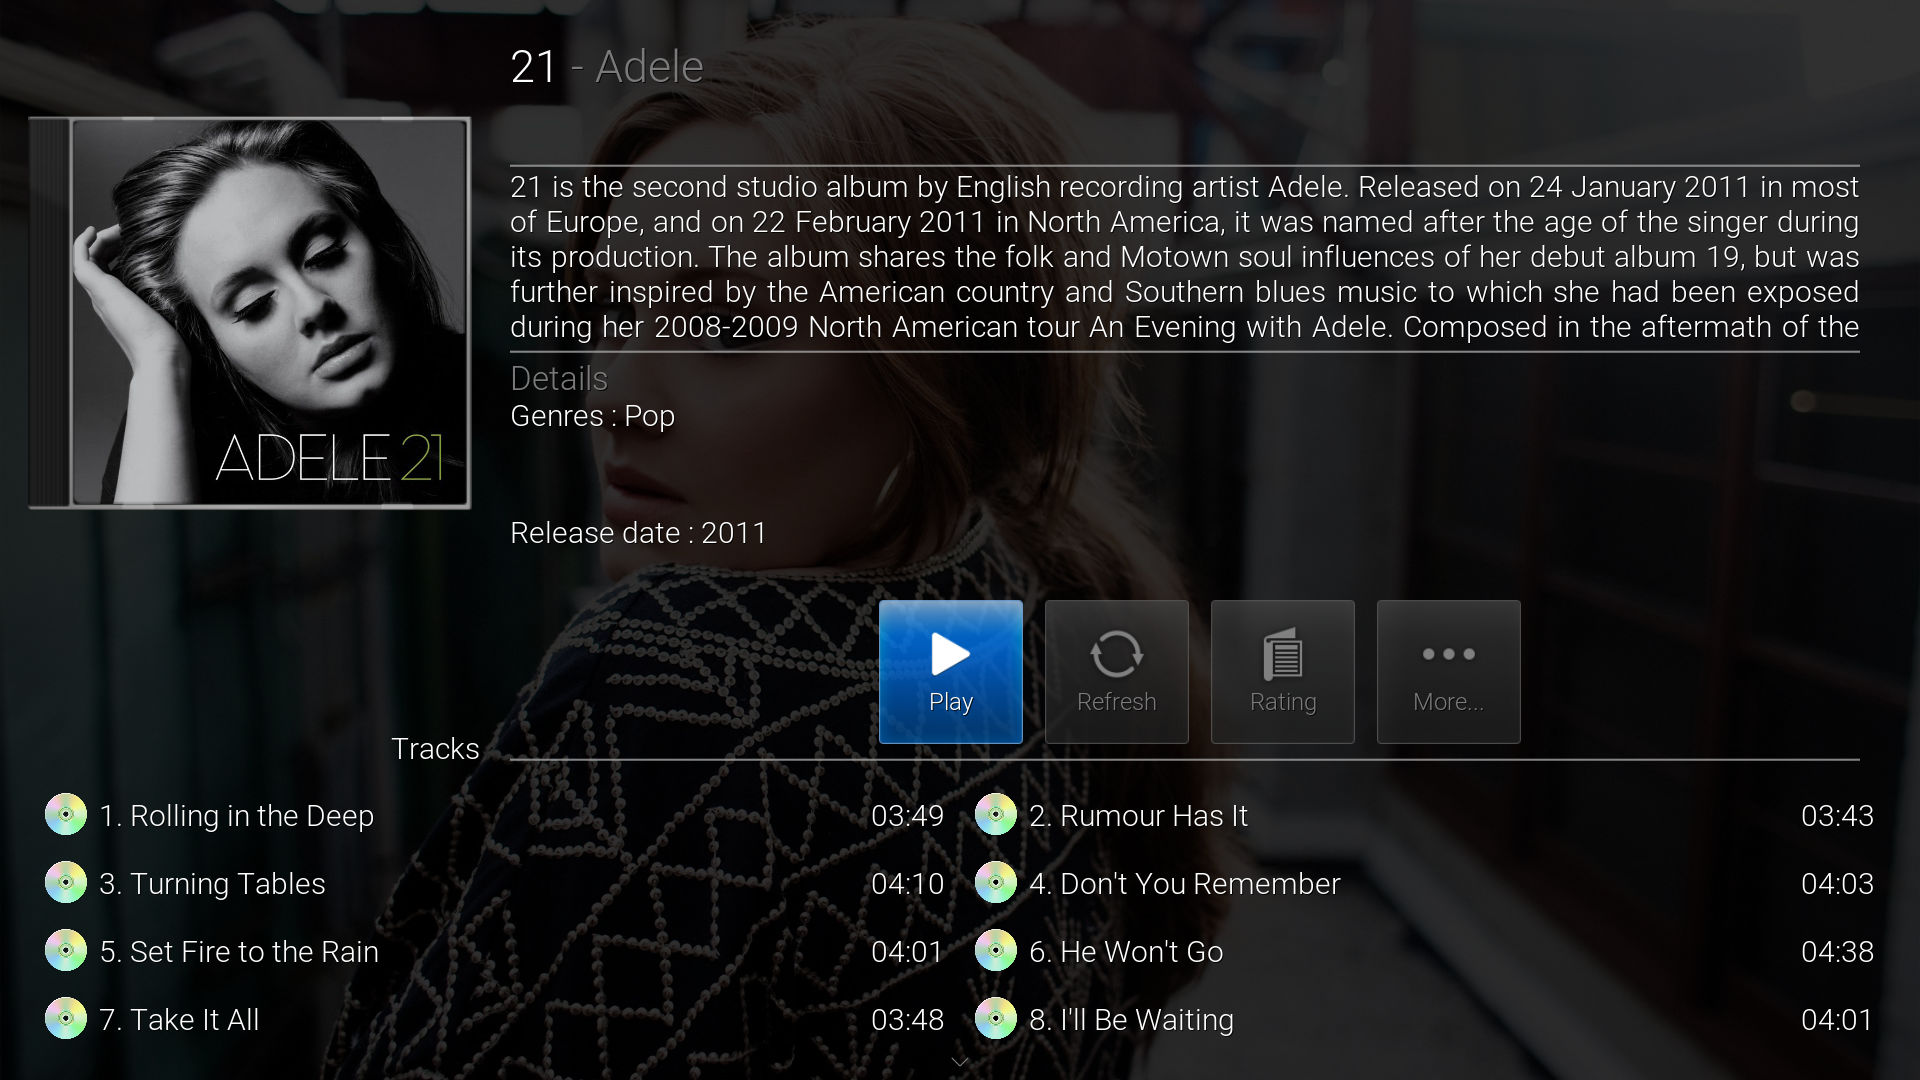 21 - Adele
ADELE 21
21 is the second studio album by English recording artist Adele. Released on 24 January 2011 in most
of Europe, and on 22 February 2011 in North America, it was named after the age of the singer during
its production. The album shares the folk and Motown soul influences of her debut album 19, but was
further inspired by the American country and Southern blues music to which she had been exposed
during her 2008-2009 North American tour An Evening with Adele. Composed in the aftermath of the
Details
Genres : Pop
Release date : 2011
Play
Refresh
Rating
More...
Tracks
1. Rolling in the Deep 03:49
2. Rumour Has It 03:43
3. Turning Tables 04:10
4. Don't You Remember 04:03
5. Set Fire to the Rain 04:01
6. He Won't Go 04:38
7. Take It All 03:48
8. I'll Be Waiting 04:01